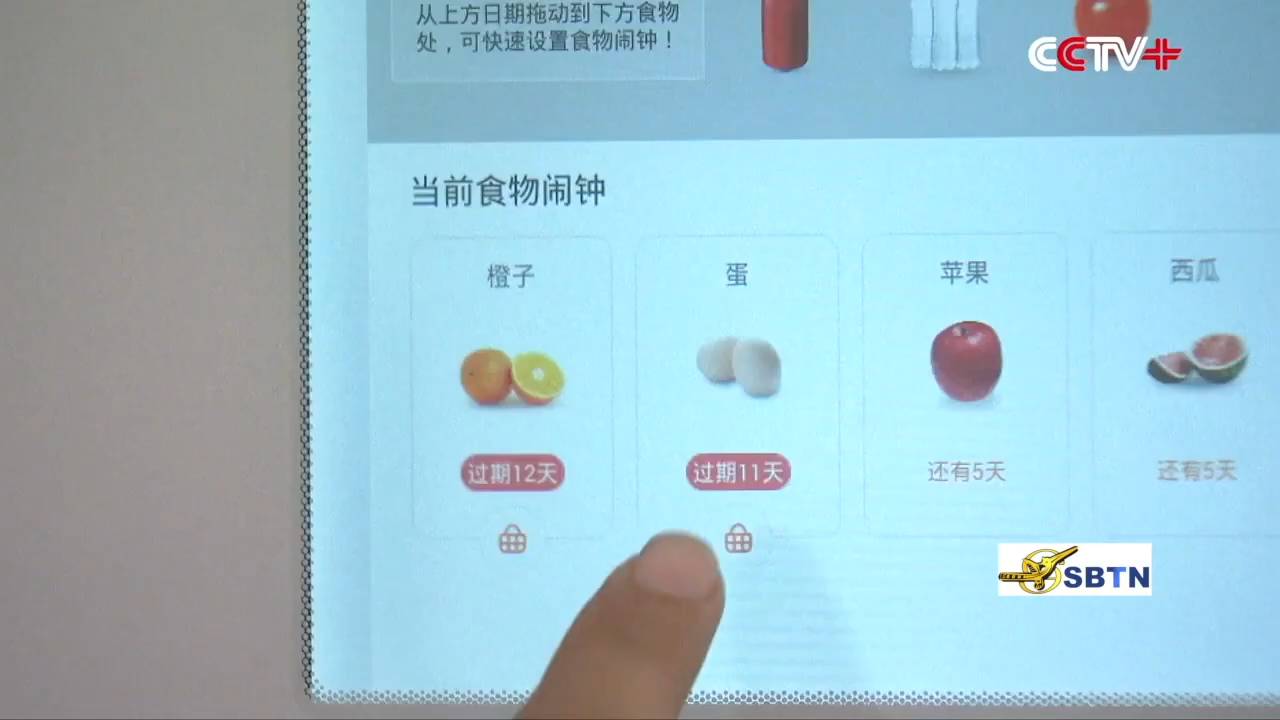 从上方日期拖动到下方食物
处，可快速设置食物闹钟！
CCTV+
当前食物闹钟
橙子
蛋
苹果
西瓜
过期12天
过期11天
还有5天
还有5天
SBTN